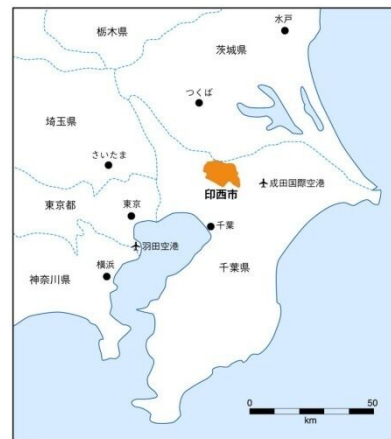 水戸
栃木県
茨城県
つくば
埼玉県
さいたま
成田国際空港
印西市
東京都
東京
千葉
羽田空港
千葉県
横浜
神奈川県
0 50
km